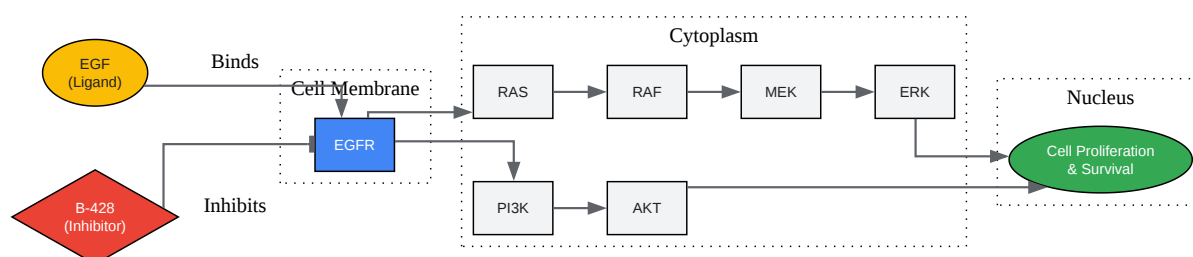 Cytoplasm
EGF
(Ligand)
Binds
Cell Membrane
RAS
RAF
MEK
ERK
Nucleus
EGFR
Cell Proliferation
& Survival
B-428
(Inhibitor)
Inhibits
PI3K
AKT